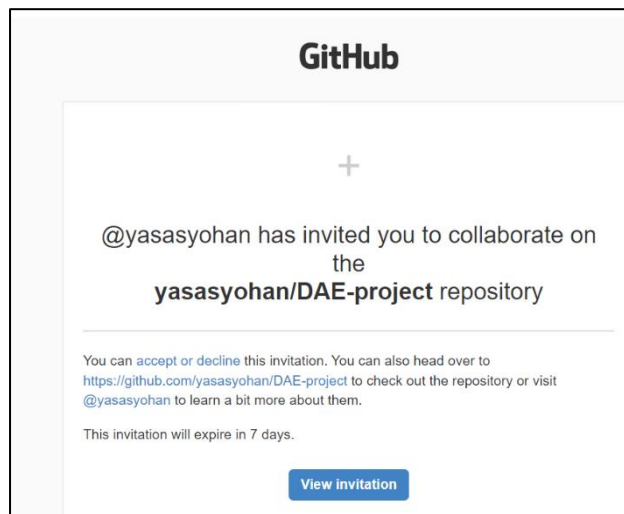 GitHub
@yasasyohan has invited you to collaborate on
the
yasasyohan/DAE-project repository
You can accept or decline this invitation. You can also head over to
https://github.com/yasasyohan/DAE-project to check out the repository or visit
@yasasyohan to learn a bit more about them.
This invitation will expire in 7 days.
View invitation